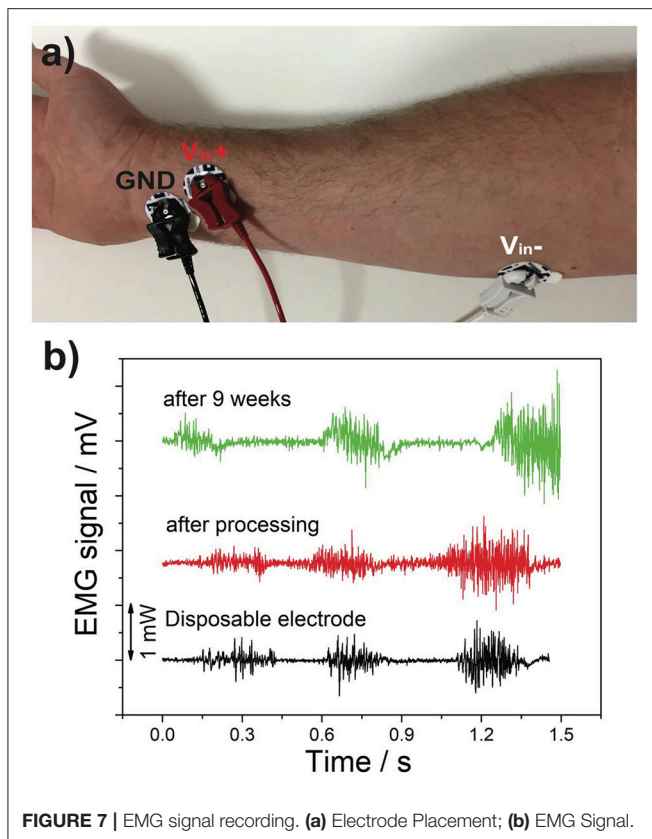 a)
Vin+
GND
Vin-
b)
EMG signal / mV
1 mW
after 9 weeks
after processing
Disposable electrode
0.0 0.3 0.6 0.9 1.2 1.5
Time / s
FIGURE 7 | EMG signal recording. (a) Electrode Placement; (b) EMG Signal.